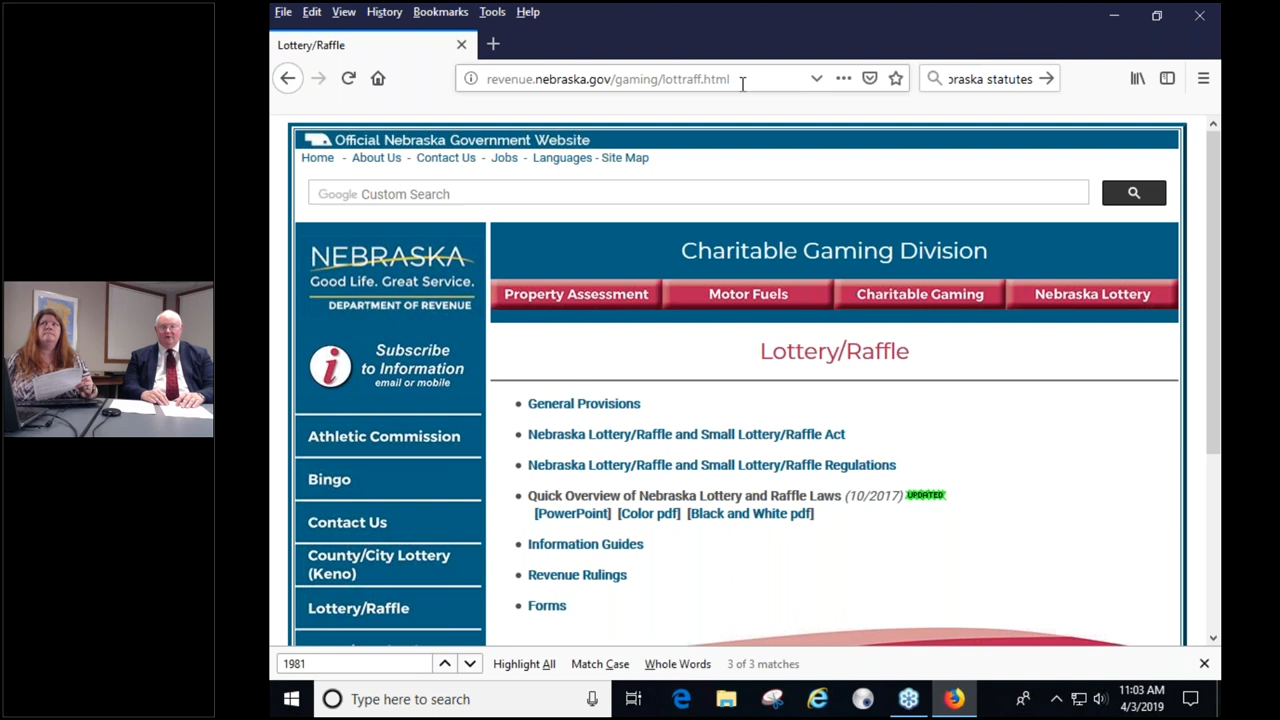 File Edit View History Bookmarks Tools Help
Lottery/Raffle
revenue.nebraska.gov/gaming/lottraff.html
raska statutes
Official Nebraska Government Website
Home - About Us - Contact Us - Jobs - Languages - Site Map
Google Custom Search
NEBRASKA
Good Life. Great Service.
DEPARTMENT OF REVENUE
Charitable Gaming Division
Property Assessment Motor Fuels Charitable Gaming Nebraska Lottery
Subscribe
to Information
email or mobile
Athletic Commission
Bingo
Contact Us
County/City Lottery
(Keno)
Lottery/Raffle
Lottery/Raffle
General Provisions
Nebraska Lottery/Raffle and Small Lottery/Raffle Act
Nebraska Lottery/Raffle and Small Lottery/Raffle Regulations
Quick Overview of Nebraska Lottery and Raffle Laws (10/2017) UPDATED
[PowerPoint] [Color pdf] [Black and White pdf]
Information Guides
Revenue Rulings
Forms
1981 Highlight All Match Case Whole Words 3 of 3 matches
Type here to search
11:03 AM
4/3/2019